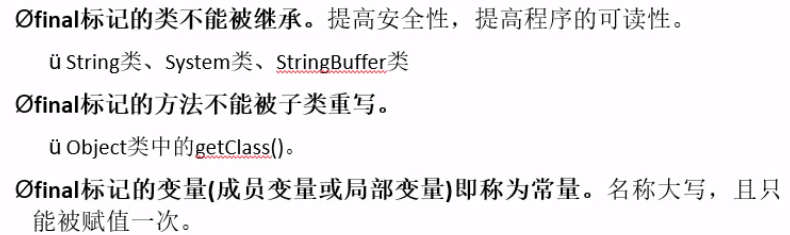 Øfinal标记的类不能被继承。提高安全性，提高程序的可读性。
ü String类、System类、StringBuffer类
Øfinal标记的方法不能被子类重写。
ü Object类中的getClass()。
Øfinal标记的变量(成员变量或局部变量)即称为常量。名称大写，且只
能被赋值一次。